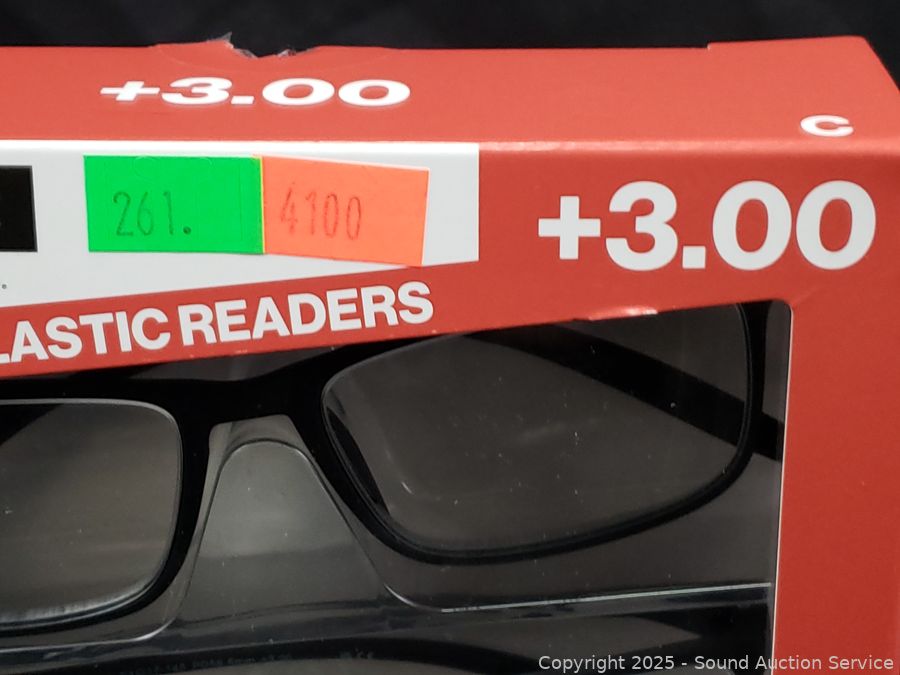 +3.00
C
261.
4100
+3.00
LASTIC READERS
Copyright 2025 - Sound Auction Service